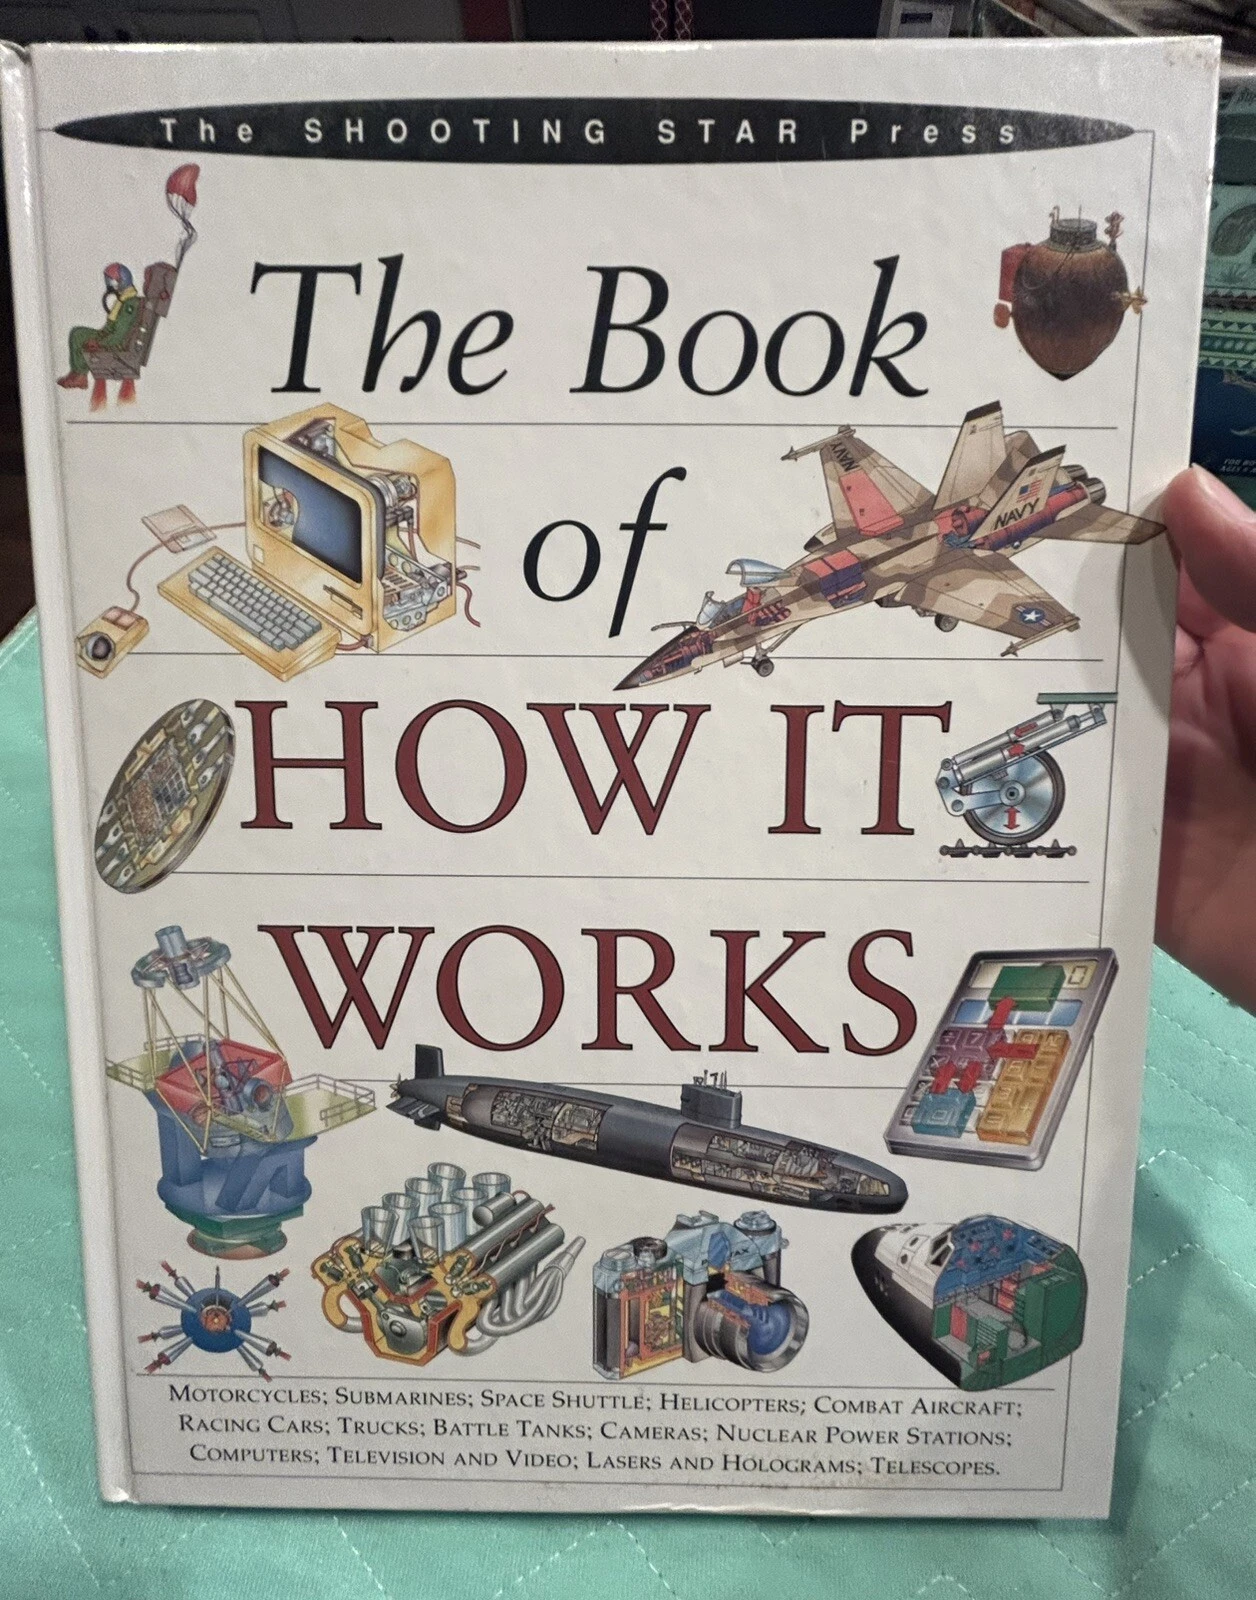 The SHOOTING STAR Press
The Book
of
NAVY
NAVY
HOW IT
WORKS
MOTORCYCLES; SUBMARINES; SPACE SHUTTLE; HELICOPTERS; COMBAT AIRCRAFT;
RACING CARS; TRUCKS; BATTLE TANKS; CAMERAS; NUCLEAR POWER STATIONS;
COMPUTERS; TELEVISION AND VIDEO; LASERS AND HOLOGRAMS; TELESCOPES.